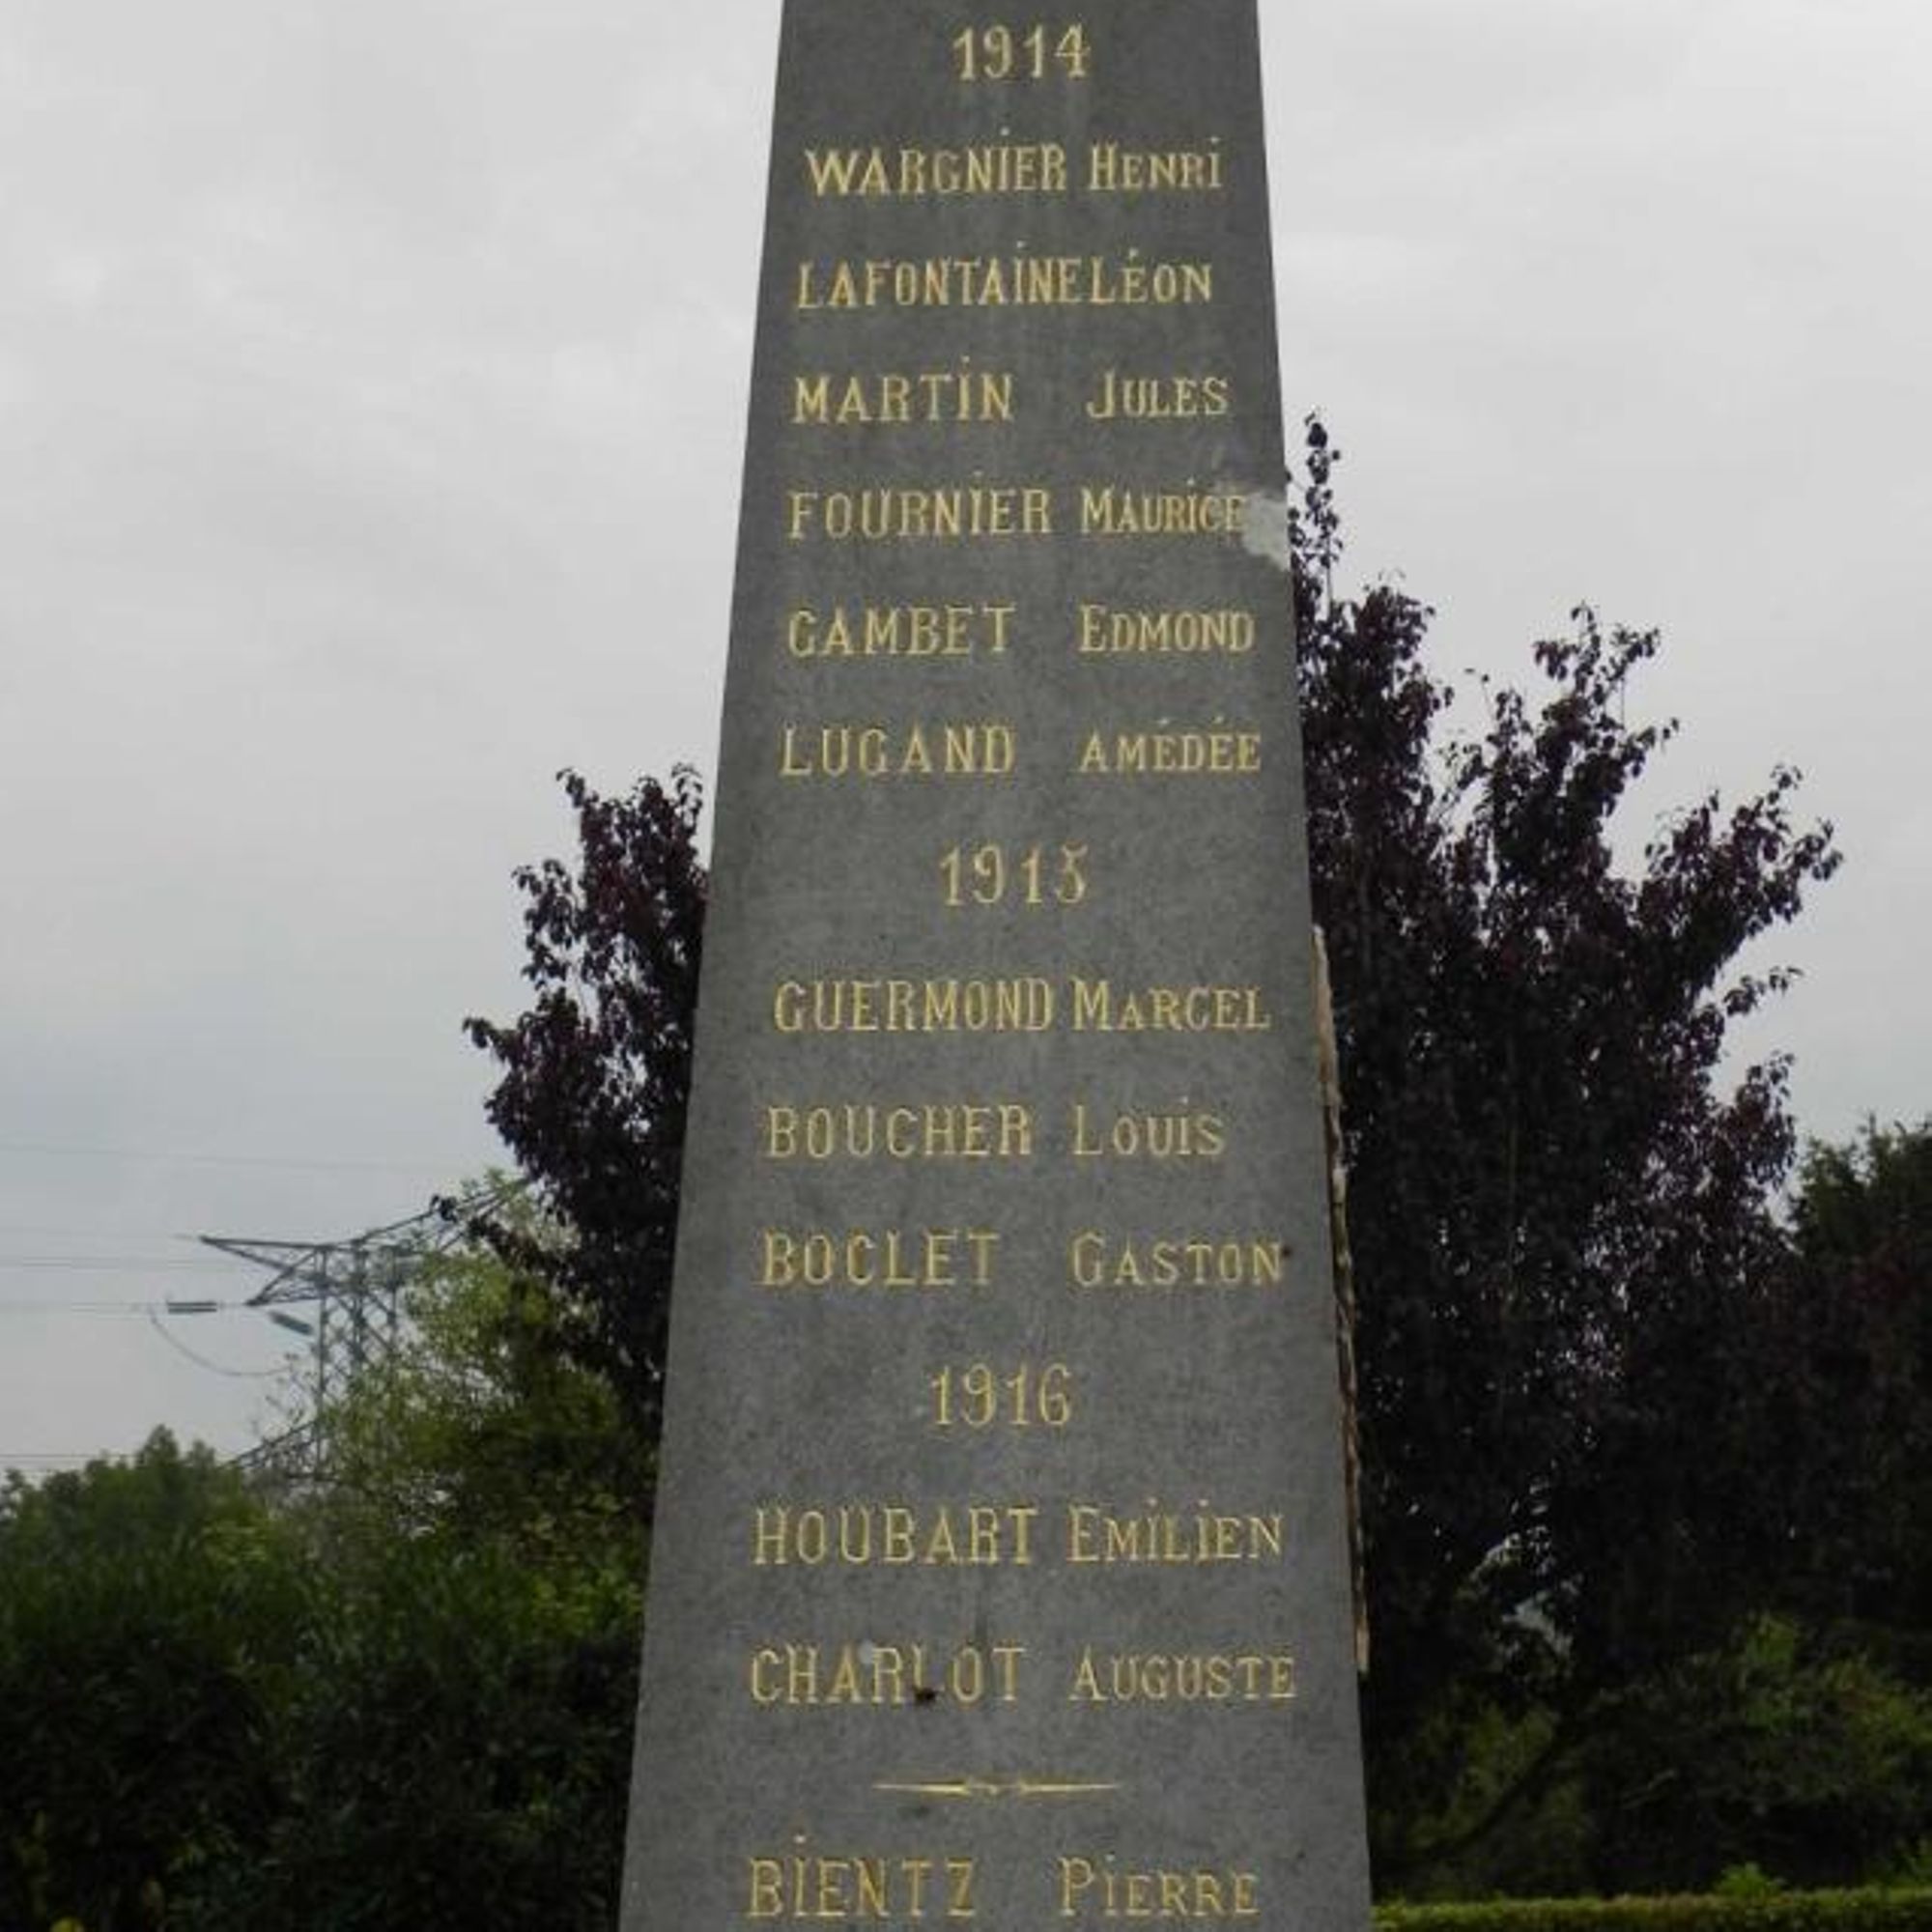 1914
WARGNIER HENRI
LAFONTAINE LÉON
MARTIN JULES
FOURNIER MAURICE
GAMBET EDMOND
LUGAND AMÉDÉE
1915
GUERMOND MARCEL
BOUCHER LOUIS
BOCLET GASTON
1916
HOUBART EMILIEN
CHARLOT AUGUSTE
BIENTZ PIERRE